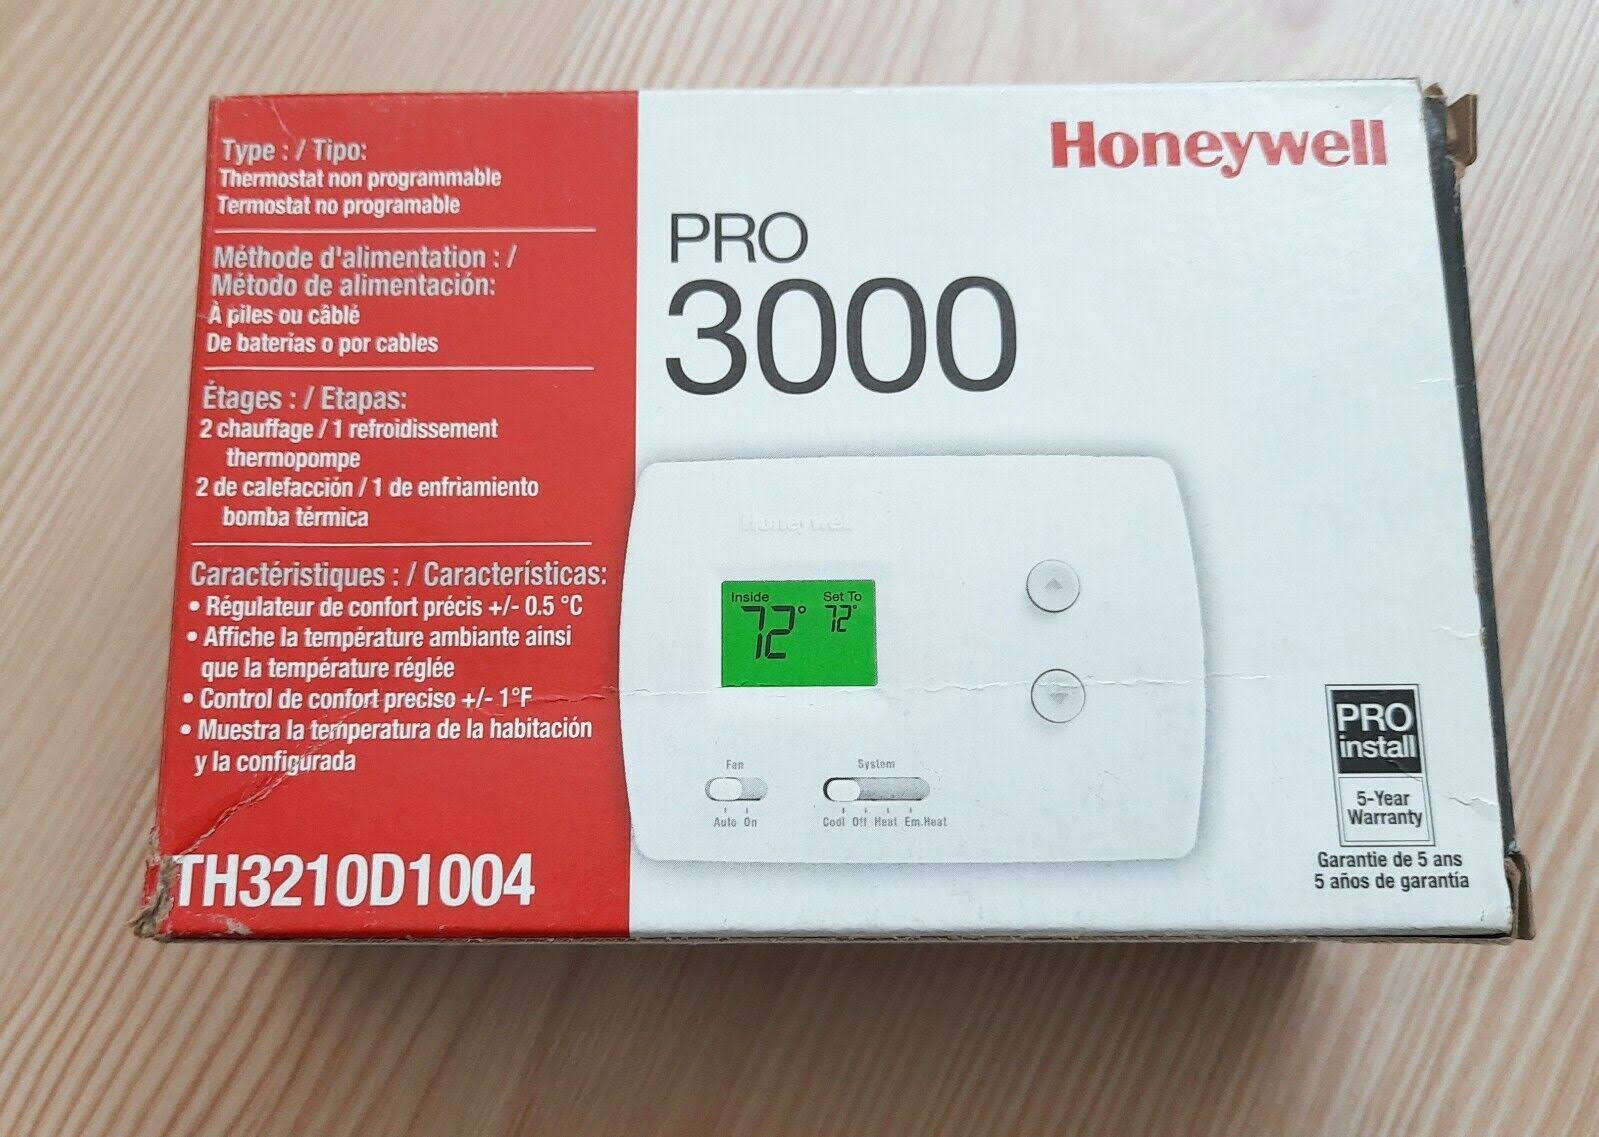 Type : / Tipo:
Thermostat non programmable
Termostat no programable
Méthode d'alimentation : /
Método de alimentación:
À piles ou câblé
De baterías o por cables
Étages : / Etapas:
2 chauffage / 1 refroidissement
thermopompe
2 de calefacción / 1 de enfriamiento
bomba térmica
Caractéristiques : / Características:
• Régulateur de confort précis +/- 0.5 °C
• Affiche la température ambiante ainsi
que la température réglée
• Control de confort preciso +/- 1°F
• Muestra la temperatura de la habitación
y la configurada
TH3210D1004
Honeywell
PRO
3000
Honeywell
Inside
Set To
72°
72°
Fan
System
Auto On
Cool Off Heat Em.Heat
PRO
install
5-Year
Warranty
Garantie de 5 ans
5 años de garantía